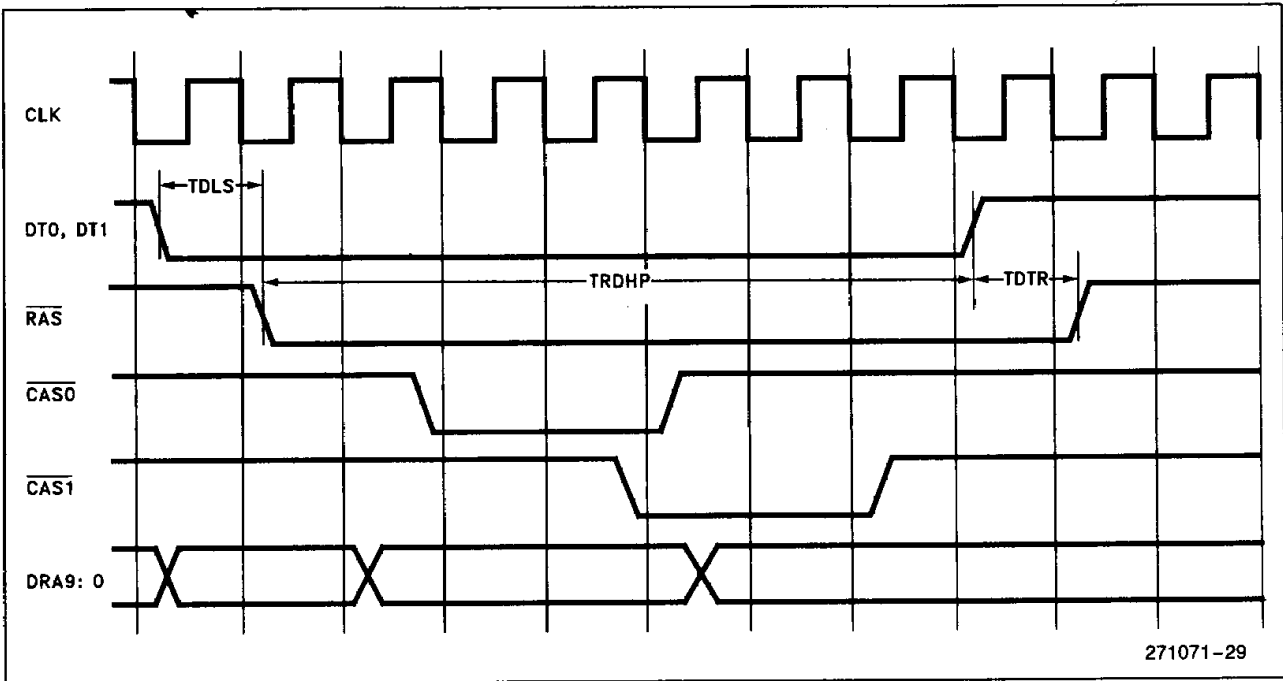 CLK
TDLS
DT0, DT1
TRDHP
TDTR
RAS
CAS0
CAS1
DRA9: 0
271071-29